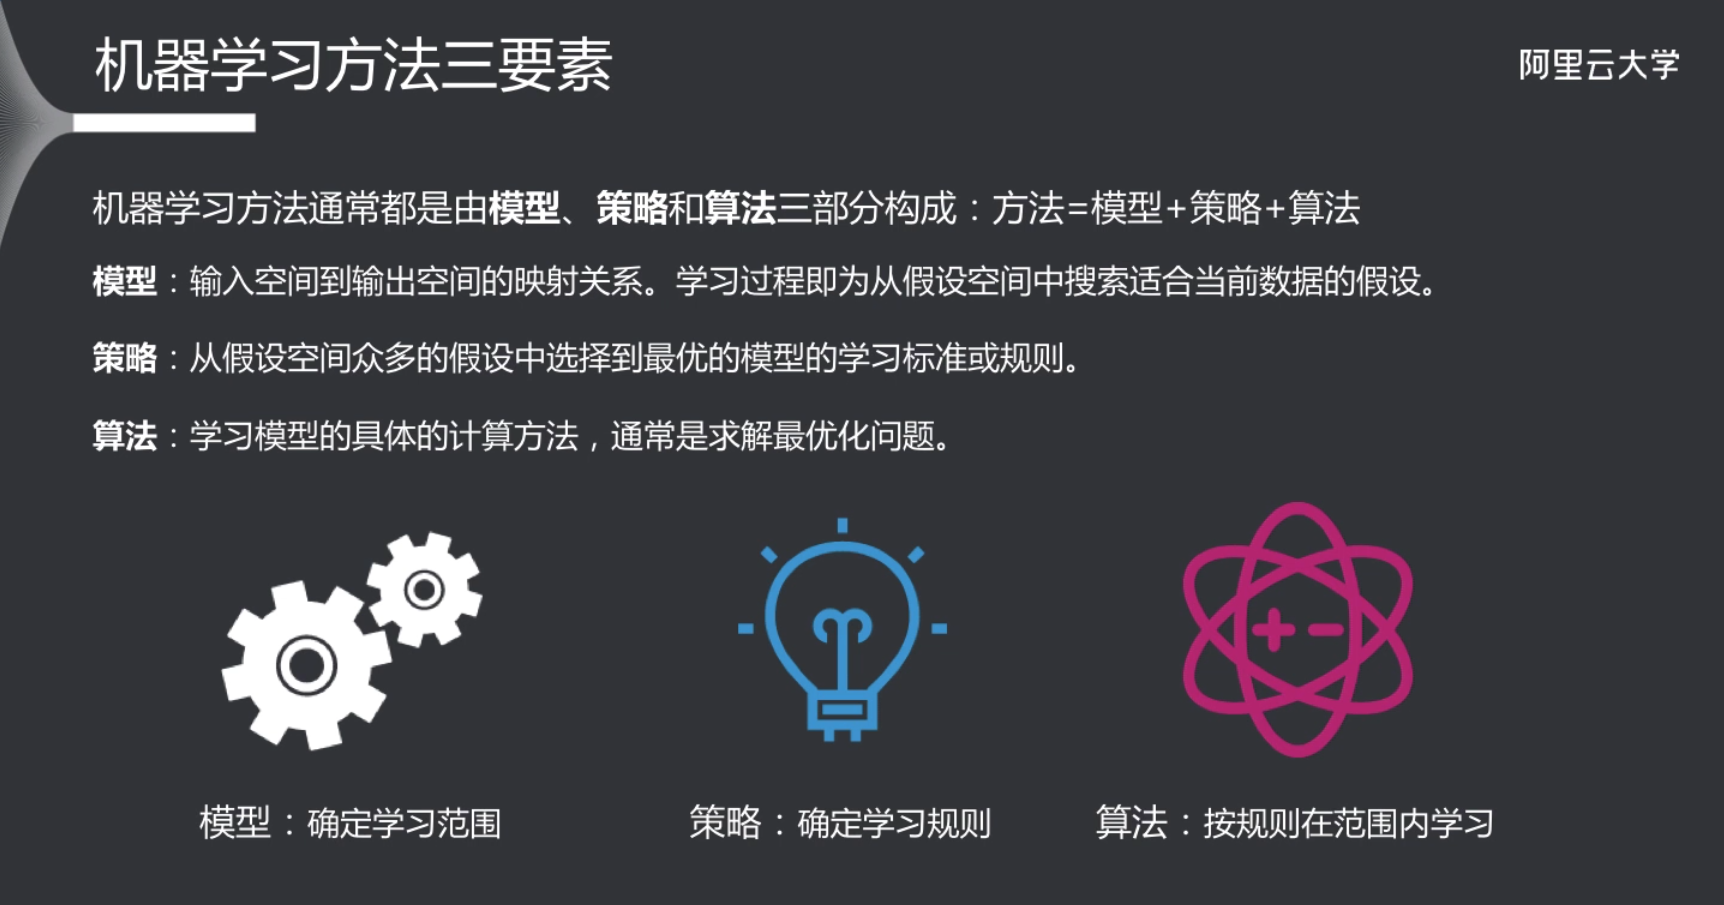 机器学习方法三要素
阿里云大学
机器学习方法通常都是由模型、策略和算法三部分构成：方法=模型+策略+算法
模型：输入空间到输出空间的映射关系。学习过程即为从假设空间中搜索适合当前数据的假设。
策略：从假设空间众多的假设中选择到最优的模型的学习标准或规则。
算法：学习模型的具体的计算方法，通常是求解最优化问题。
模型：确定学习范围
策略：确定学习规则
算法：按规则在范围内学习